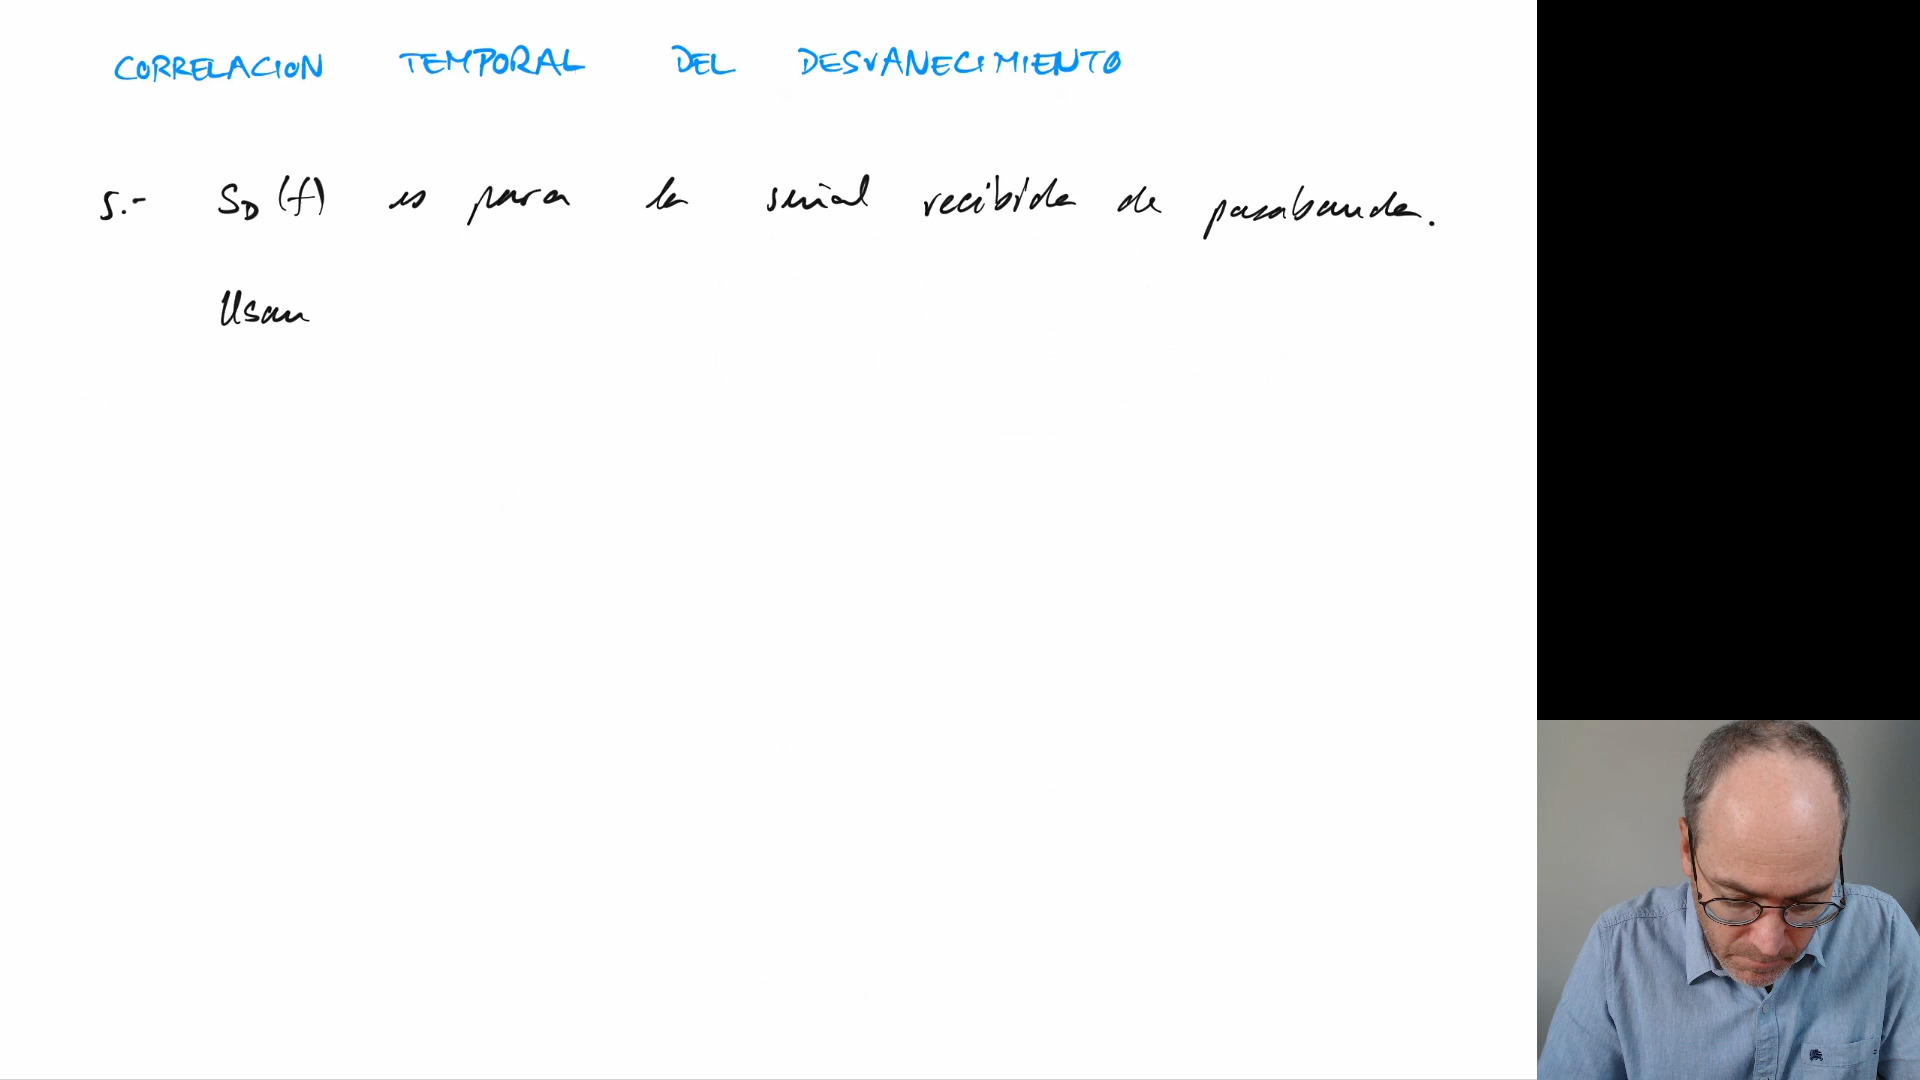 CORRELACION TEMPORAL DEL DESVANECIMIENTO
5.- S_D (f) es para la señal recibida de pasabanda.
Usan